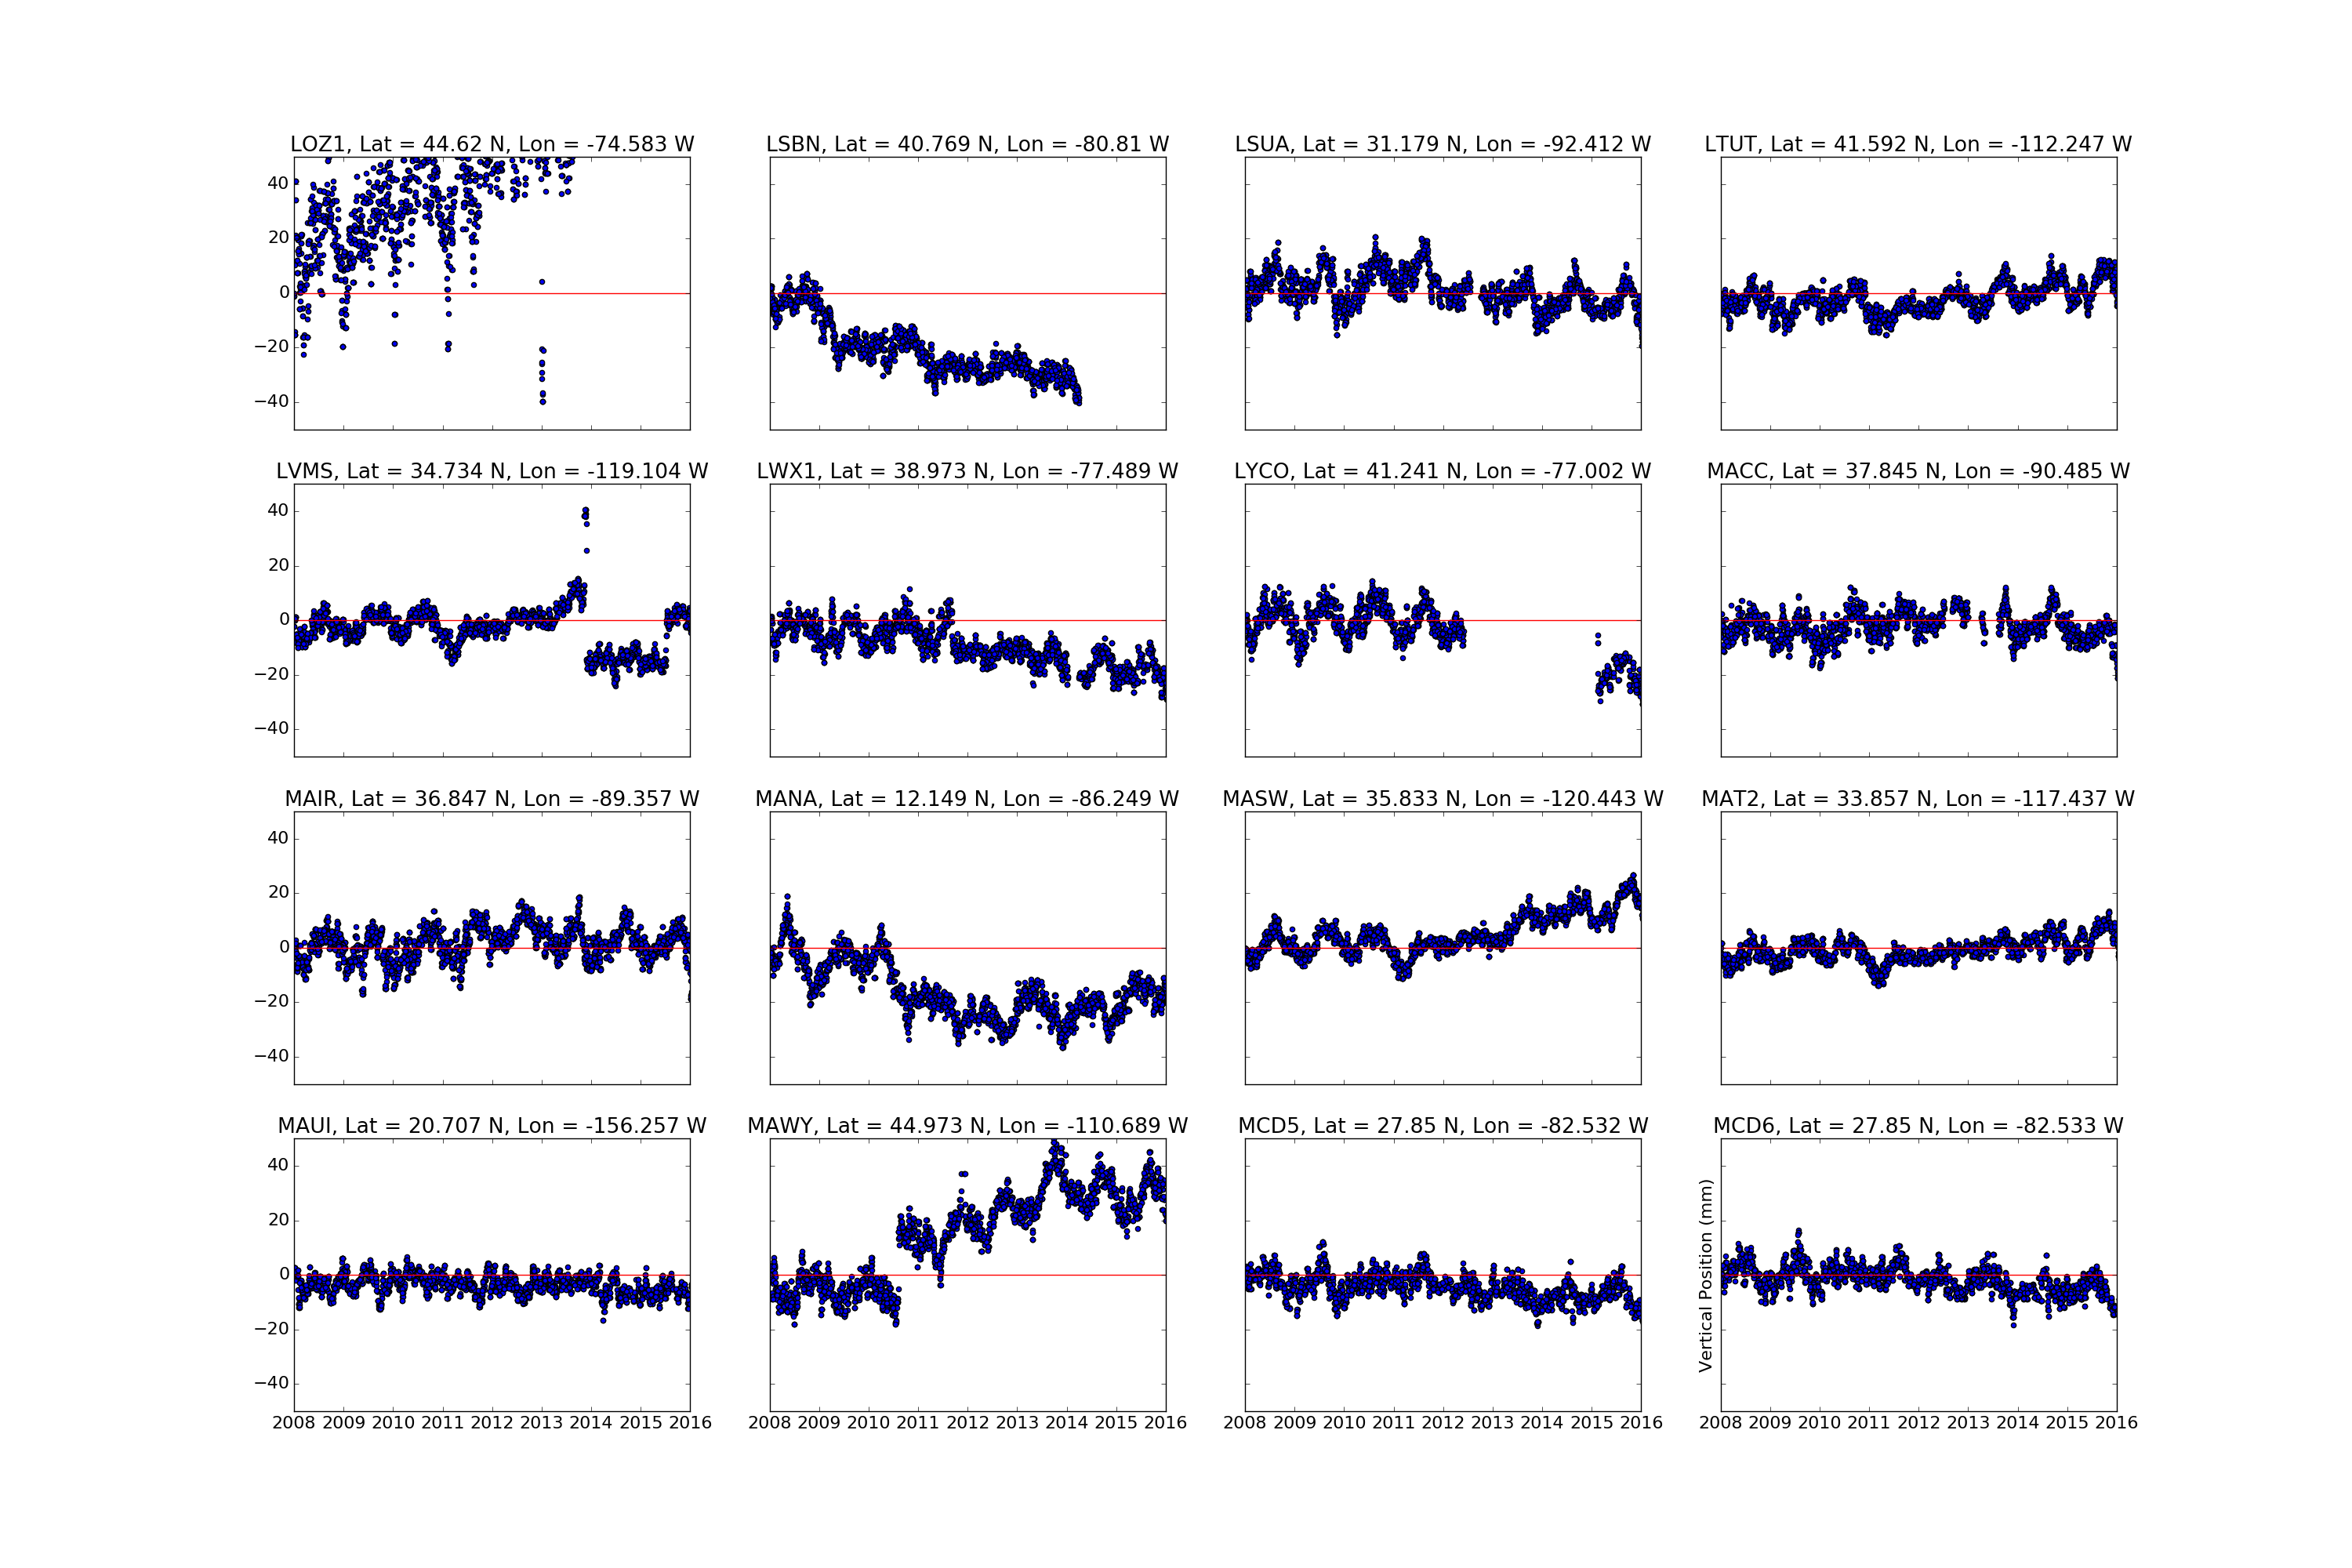 LOZ1, Lat = 44.62 N, Lon = -74.583 W
LSBN, Lat = 40.769 N, Lon = -80.81 W
LSUA, Lat = 31.179 N, Lon = -92.412 W
LTUT, Lat = 41.592 N, Lon = -112.247 W
40
20
0
−20
−40
LVMS, Lat = 34.734 N, Lon = -119.104 W
LWX1, Lat = 38.973 N, Lon = -77.489 W
LYCO, Lat = 41.241 N, Lon = -77.002 W
MACC, Lat = 37.845 N, Lon = -90.485 W
40
20
0
−20
−40
MAIR, Lat = 36.847 N, Lon = -89.357 W
MANA, Lat = 12.149 N, Lon = -86.249 W
MASW, Lat = 35.833 N, Lon = -120.443 W
MAT2, Lat = 33.857 N, Lon = -117.437 W
40
20
0
−20
−40
MAUI, Lat = 20.707 N, Lon = -156.257 W
MAWY, Lat = 44.973 N, Lon = -110.689 W
MCD5, Lat = 27.85 N, Lon = -82.532 W
MCD6, Lat = 27.85 N, Lon = -82.533 W
40
20
0
−20
−40
Vertical Position (mm)
2008 2009 2010 2011 2012 2013 2014 2015 2016
2008 2009 2010 2011 2012 2013 2014 2015 2016
2008 2009 2010 2011 2012 2013 2014 2015 2016
2008 2009 2010 2011 2012 2013 2014 2015 2016